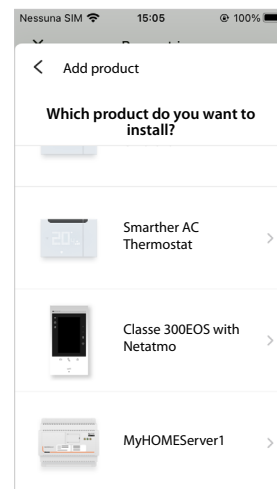 Nessuna SIM 15:05 100%
Add product
Which product do you want to
install?
Smarther AC
Thermostat
Classe 300EOS with
Netatmo
MyHOMEServer1